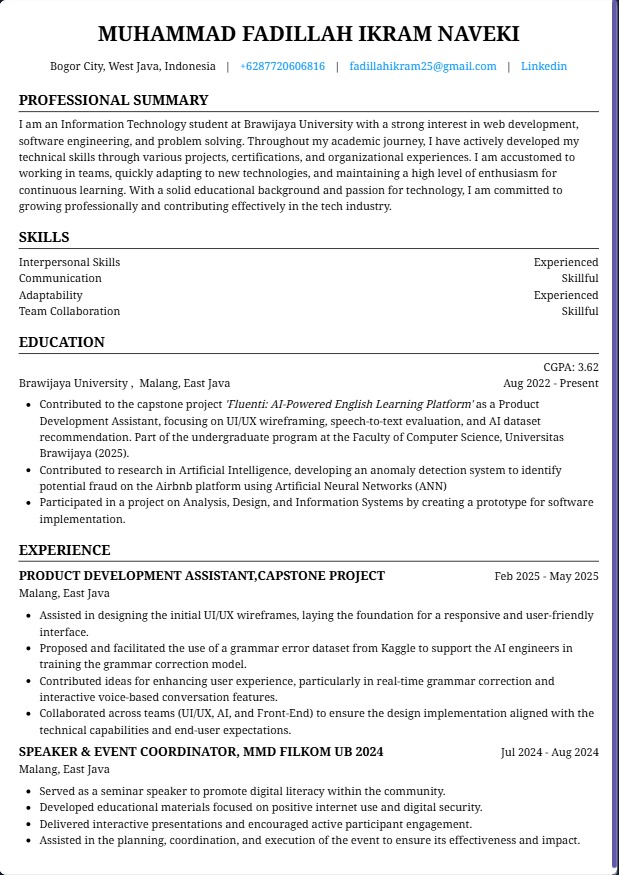 MUHAMMAD FADILLAH IKRAM NAVEKI
Bogor City, West Java, Indonesia | +6287720606816 | fadillahikram25@gmail.com | Linkedin
PROFESSIONAL SUMMARY
I am an Information Technology student at Brawijaya University with a strong interest in web development,
software engineering, and problem solving. Throughout my academic journey, I have actively developed my
technical skills through various projects, certifications, and organizational experiences. I am accustomed to
working in teams, quickly adapting to new technologies, and maintaining a high level of enthusiasm for
continuous learning. With a solid educational background and passion for technology, I am committed to
growing professionally and contributing effectively in the tech industry.
SKILLS
Interpersonal Skills Experienced
Communication Skillful
Adaptability Experienced
Team Collaboration Skillful
EDUCATION
CGPA: 3.62
Brawijaya University , Malang, East Java Aug 2022 - Present
• Contributed to the capstone project 'Fluenti: AI-Powered English Learning Platform' as a Product
Development Assistant, focusing on UI/UX wireframing, speech-to-text evaluation, and AI dataset
recommendation. Part of the undergraduate program at the Faculty of Computer Science, Universitas
Brawijaya (2025).
• Contributed to research in Artificial Intelligence, developing an anomaly detection system to identify
potential fraud on the Airbnb platform using Artificial Neural Networks (ANN)
• Participated in a project on Analysis, Design, and Information Systems by creating a prototype for software
implementation.
EXPERIENCE
PRODUCT DEVELOPMENT ASSISTANT,CAPSTONE PROJECT Feb 2025 - May 2025
Malang, East Java
• Assisted in designing the initial UI/UX wireframes, laying the foundation for a responsive and user-friendly
interface.
• Proposed and facilitated the use of a grammar error dataset from Kaggle to support the AI engineers in
training the grammar correction model.
• Contributed ideas for enhancing user experience, particularly in real-time grammar correction and
interactive voice-based conversation features.
• Collaborated across teams (UI/UX, AI, and Front-End) to ensure the design implementation aligned with the
technical capabilities and end-user expectations.
SPEAKER & EVENT COORDINATOR, MMD FILKOM UB 2024 Jul 2024 - Aug 2024
Malang, East Java
• Served as a seminar speaker to promote digital literacy within the community.
• Developed educational materials focused on positive internet use and digital security.
• Delivered interactive presentations and encouraged active participant engagement.
• Assisted in the planning, coordination, and execution of the event to ensure its effectiveness and impact.